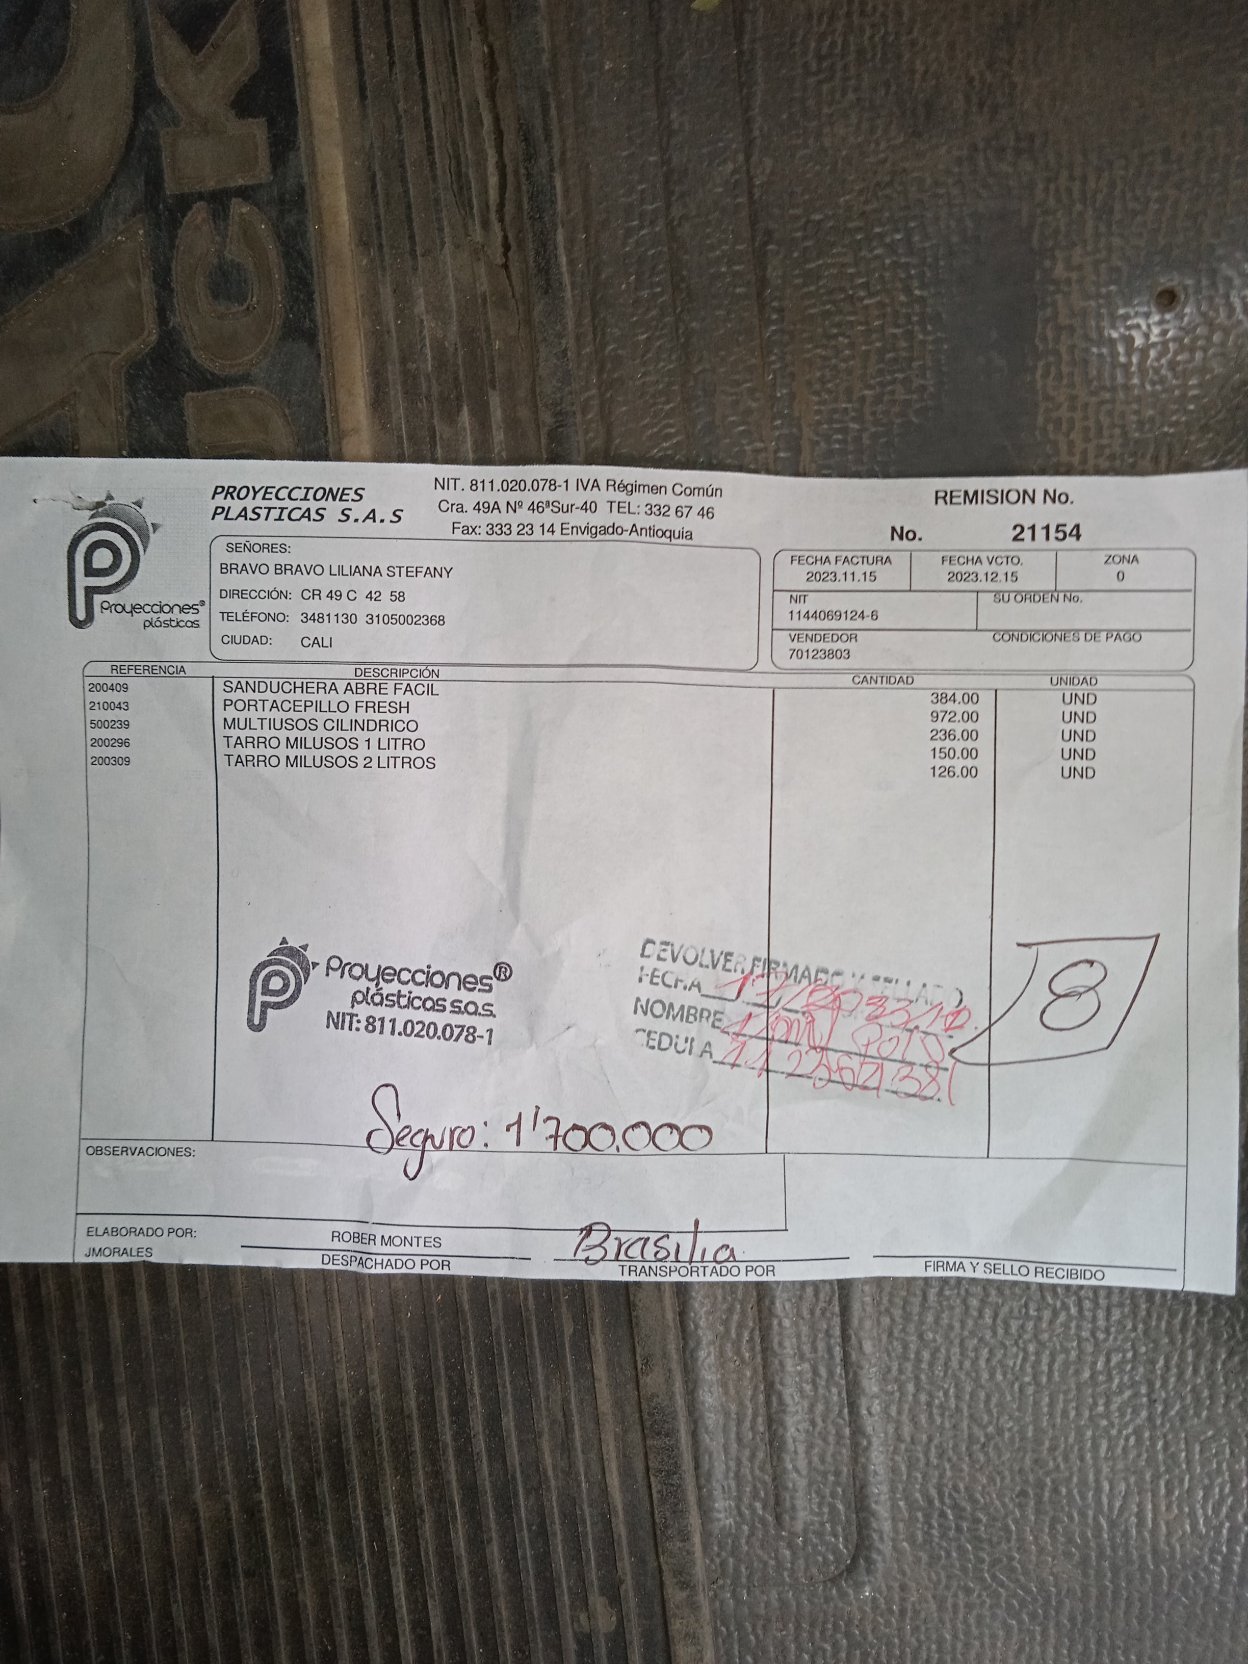 UCK
PROYECCIONES
PLASTICAS S.A.S
NIT. 811.020.078-1 IVA Régimen Común
Cra. 49A Nº 46ªSur-40 TEL: 332 67 46
Fax: 333 23 14 Envigado-Antioquia
REMISION No.
No. 21154
Proyecciones®
plásticas
SEÑORES:
BRAVO BRAVO LILIANA STEFANY
DIRECCIÓN: CR 49 C 42 58
TELÉFONO: 3481130 3105002368
CIUDAD: CALI
FECHA FACTURA FECHA VCTO. ZONA
2023.11.15 2023.12.15 0
NIT SU ORDEN No.
1144069124-6
VENDEDOR CONDICIONES DE PAGO
70123803
REFERENCIA DESCRIPCIÓN CANTIDAD UNIDAD
200409 SANDUCHERA ABRE FACIL 384.00 UND
210043 PORTACEPILLO FRESH 972.00 UND
500239 MULTIUSOS CILINDRICO 236.00 UND
200296 TARRO MILUSOS 1 LITRO 150.00 UND
200309 TARRO MILUSOS 2 LITROS 126.00 UND
Proyecciones®
plásticas s.a.s.
NIT: 811.020.078-1
DEVOLVER FIRMADO Y SELLADO
FECHA
NOMBRE
CEDULA
8
Seguro: 1'700.000
OBSERVACIONES:
ELABORADO POR:
JMORALES
ROBER MONTES
DESPACHADO POR
Brasilia
TRANSPORTADO POR
FIRMA Y SELLO RECIBIDO